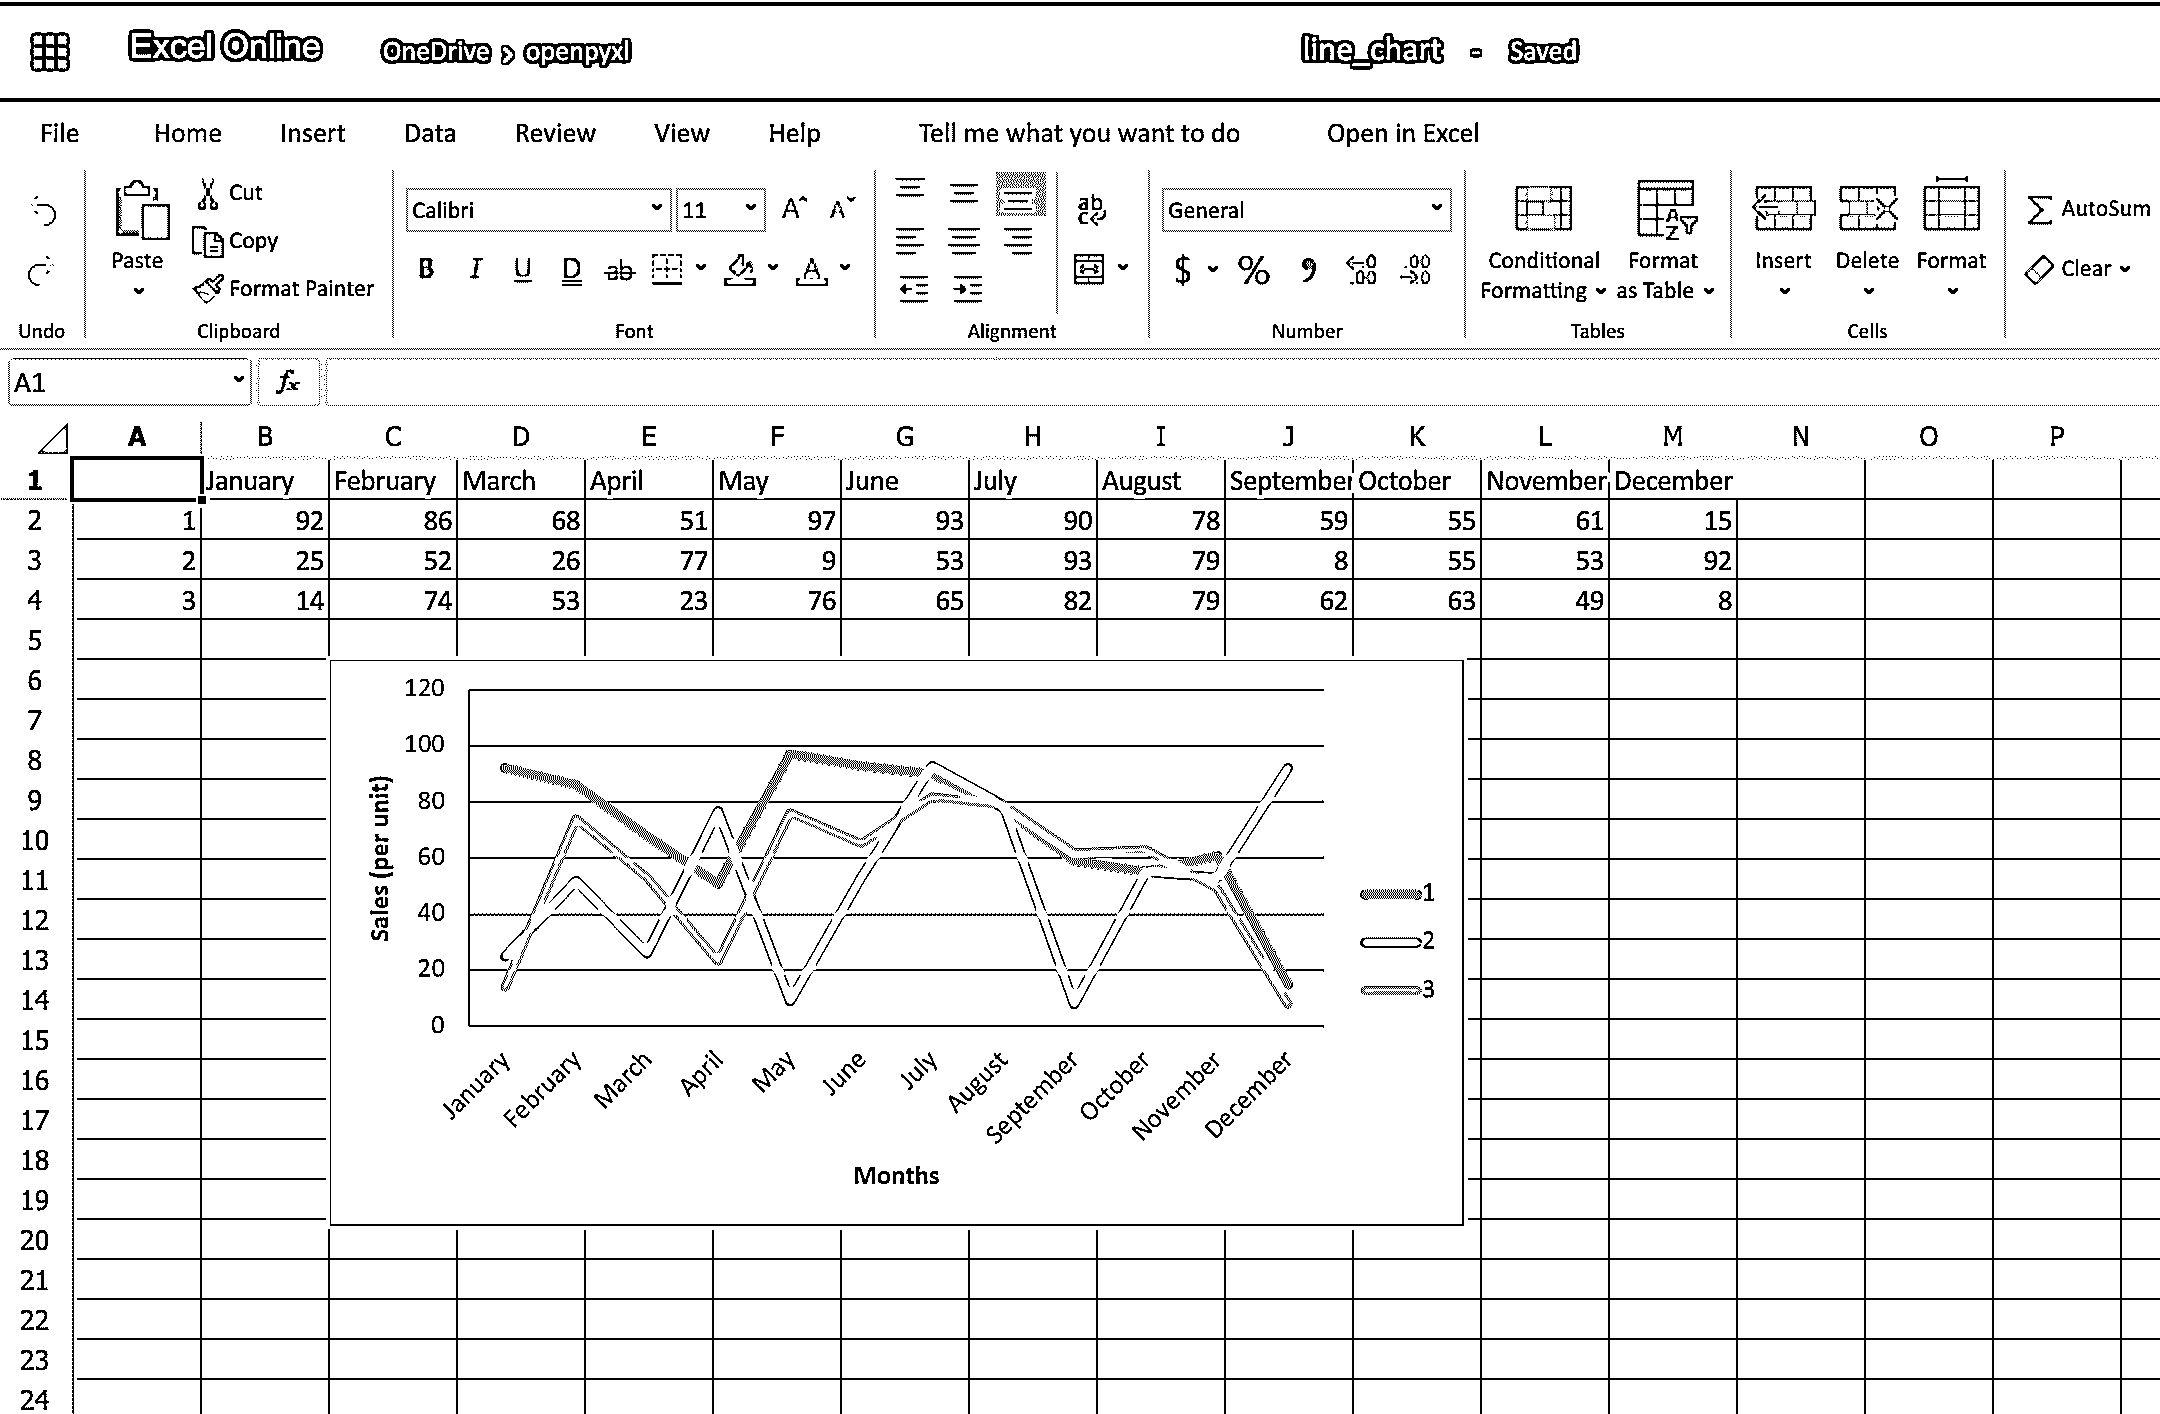 Excel Online OneDrive › openpyxl line_chart - Saved
File Home Insert Data Review View Help Tell me what you want to do Open in Excel
Cut
Copy
Paste
Format Painter
Calibri 11
B I U D ab A
ab
General
$ % 9 .00 .00
Conditional Formatting
Format as Table
Insert Delete Format
AutoSum
Clear
Undo Clipboard Font Alignment Number Tables Cells
A1 fx
A B C D E F G H I J K L M N O P
1 January February March April May June July August September October November December
2 1 92 86 68 51 97 93 90 78 59 55 61 15
3 2 25 52 26 77 9 53 93 79 8 55 53 92
4 3 14 74 53 23 76 65 82 79 62 63 49 8
5
6
7
8
9
10
11
12
13
14
15
16
17
18
19
20
21
22
23
24
Sales (per unit)
120
100
80
60
40
20
0
January February March April May June July August September October November December
Months
1
2
3